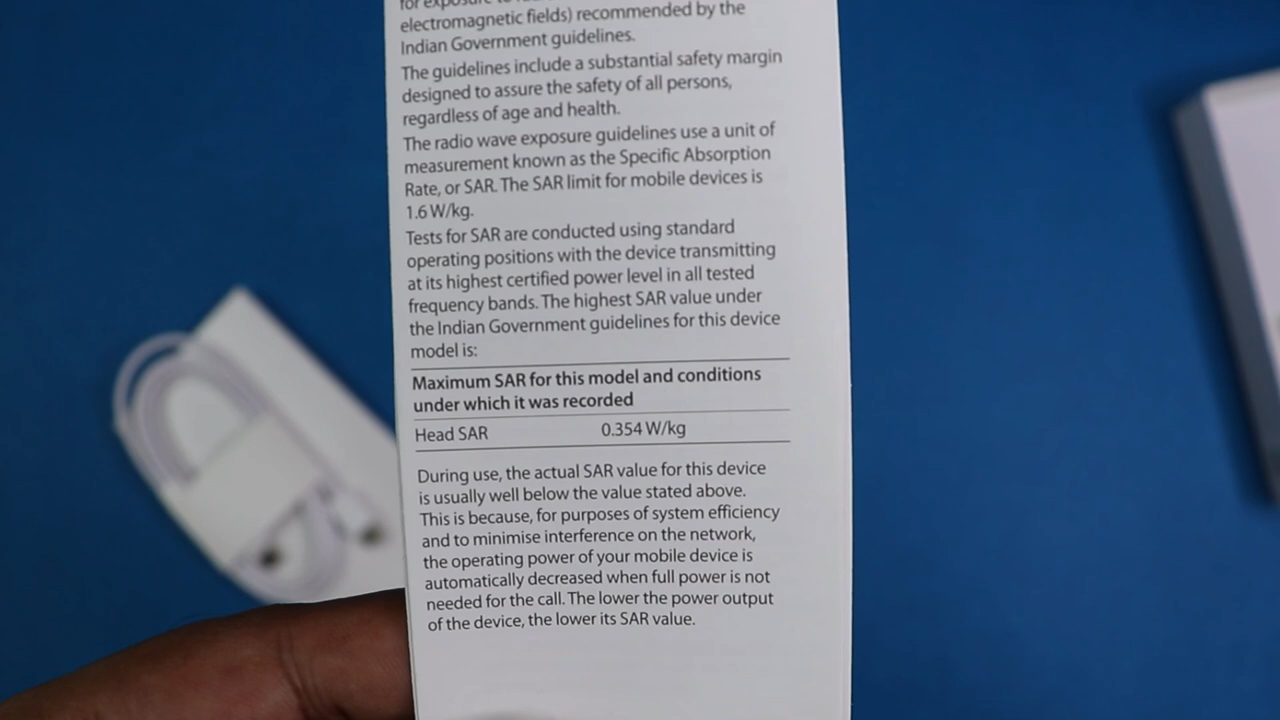 electromagnetic fields) recommended by the
Indian Government guidelines.
The guidelines include a substantial safety margin
designed to assure the safety of all persons,
regardless of age and health.
The radio wave exposure guidelines use a unit of
measurement known as the Specific Absorption
Rate, or SAR. The SAR limit for mobile devices is
1.6 W/kg.
Tests for SAR are conducted using standard
operating positions with the device transmitting
at its highest certified power level in all tested
frequency bands. The highest SAR value under
the Indian Government guidelines for this device
model is:
Maximum SAR for this model and conditions
under which it was recorded
Head SAR 0.354 W/kg
During use, the actual SAR value for this device
is usually well below the value stated above.
This is because, for purposes of system efficiency
and to minimise interference on the network,
the operating power of your mobile device is
automatically decreased when full power is not
needed for the call. The lower the power output
of the device, the lower its SAR value.